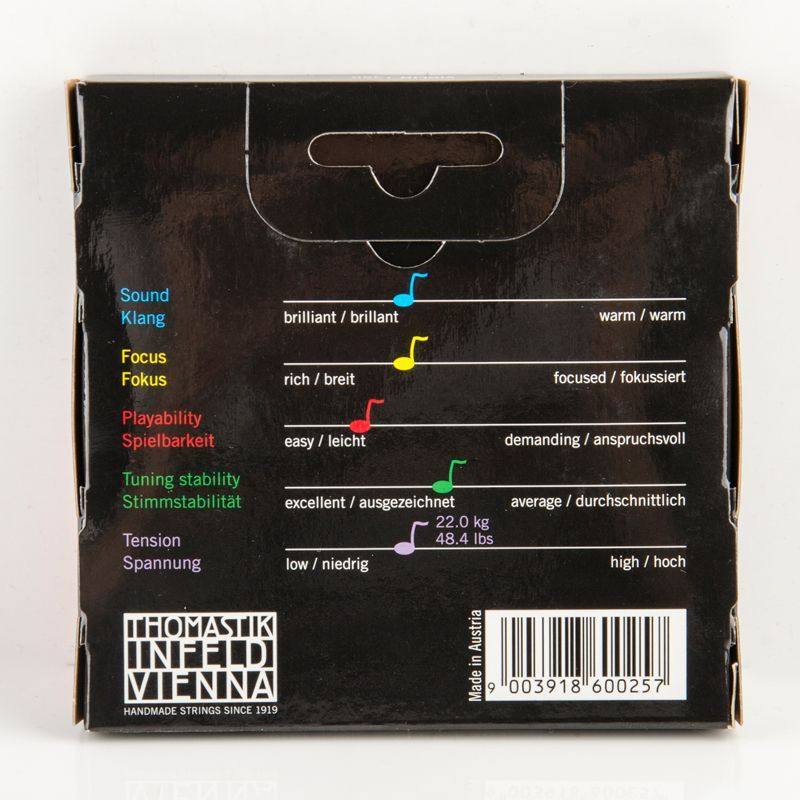 Sound
Klang
brilliant / brillant
warm / warm
Focus
Fokus
rich / breit
focused / fokussiert
Playability
Spielbarkeit
easy / leicht
demanding / anspruchsvoll
Tuning stability
Stimmstabilität
excellent / ausgezeichnet
average / durchschnittlich
Tension
Spannung
22.0 kg
48.4 lbs
low / niedrig
high / hoch
THOMASTIK
INFELD
VIENNA
HANDMADE STRINGS SINCE 1919
Made in Austria
9 003918 600257